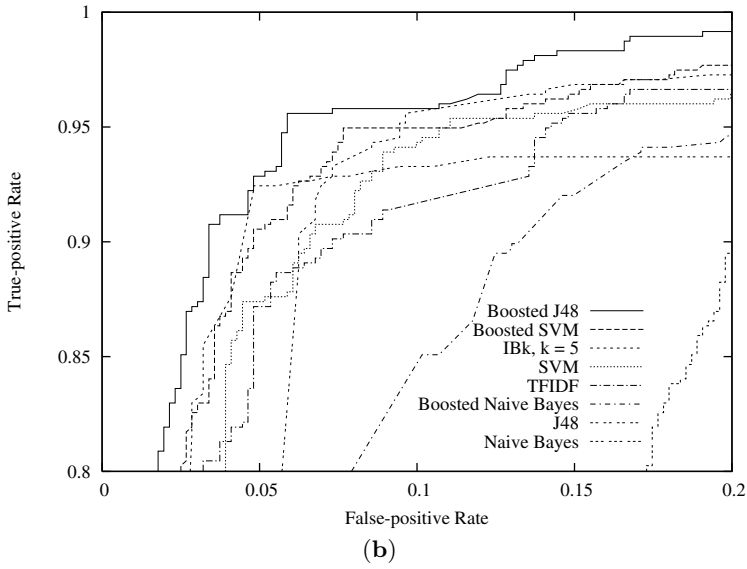 1
0.95
0.9
0.85
0.8
True-positive Rate
Boosted J48
Boosted SVM
IBk, k = 5
SVM
TFIDF
Boosted Naive Bayes
J48
Naive Bayes
0
0.05
0.1
0.15
0.2
False-positive Rate
(b)